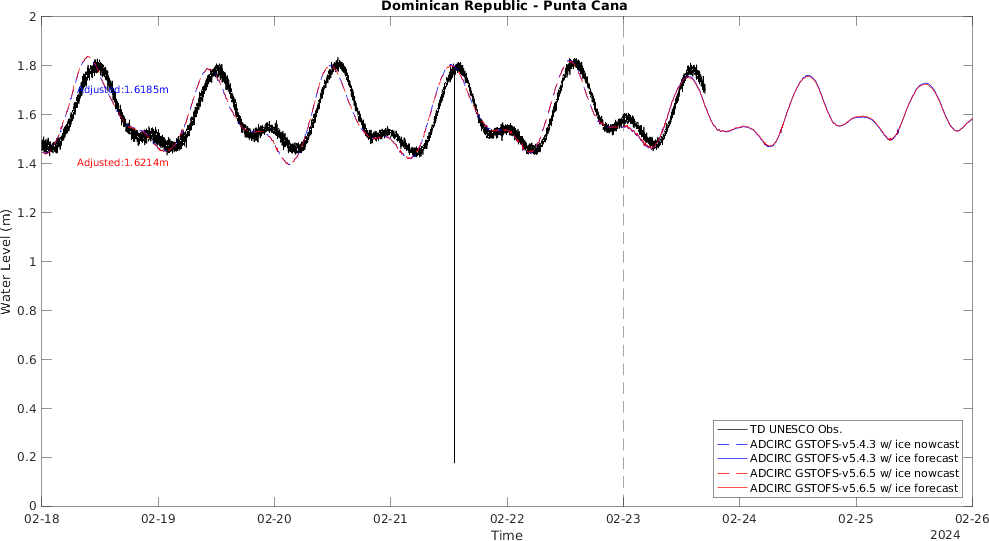 Dominican Republic - Punta Cana
Water Level (m)
2
1.8
1.6
1.4
1.2
1
0.8
0.6
0.4
0.2
0
Adjusted:1.6185m
Adjusted:1.6214m
TD UNESCO Obs.
ADCIRC GSTOFS-v5.4.3 w/ ice nowcast
ADCIRC GSTOFS-v5.4.3 w/ ice forecast
ADCIRC GSTOFS-v5.6.5 w/ ice nowcast
ADCIRC GSTOFS-v5.6.5 w/ ice forecast
02-18 02-19 02-20 02-21 02-22 02-23 02-24 02-25 02-26
Time
2024